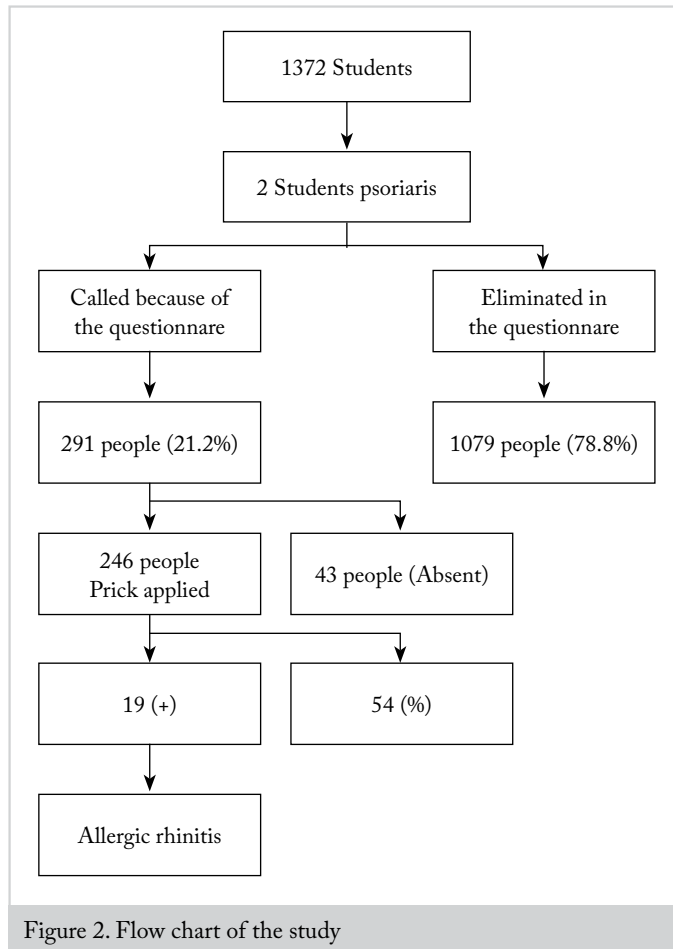 1372 Students
2 Students psoriaris
Called because of
the questionnare
Eliminated in
the questionnare
291 people (21.2%)
1079 people (78.8%)
246 people
Prick applied
43 people (Absent)
19 (+)
54 (%)
Allergic rhinitis
Figure 2. Flow chart of the study